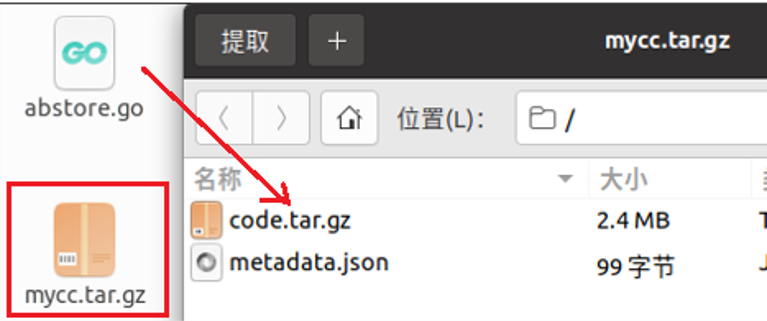 GO
abstore.go
mycc.tar.gz
提取 + mycc.tar.gz
位置(L)： /
名称 大小
code.tar.gz 2.4 MB
metadata.json 99 字节